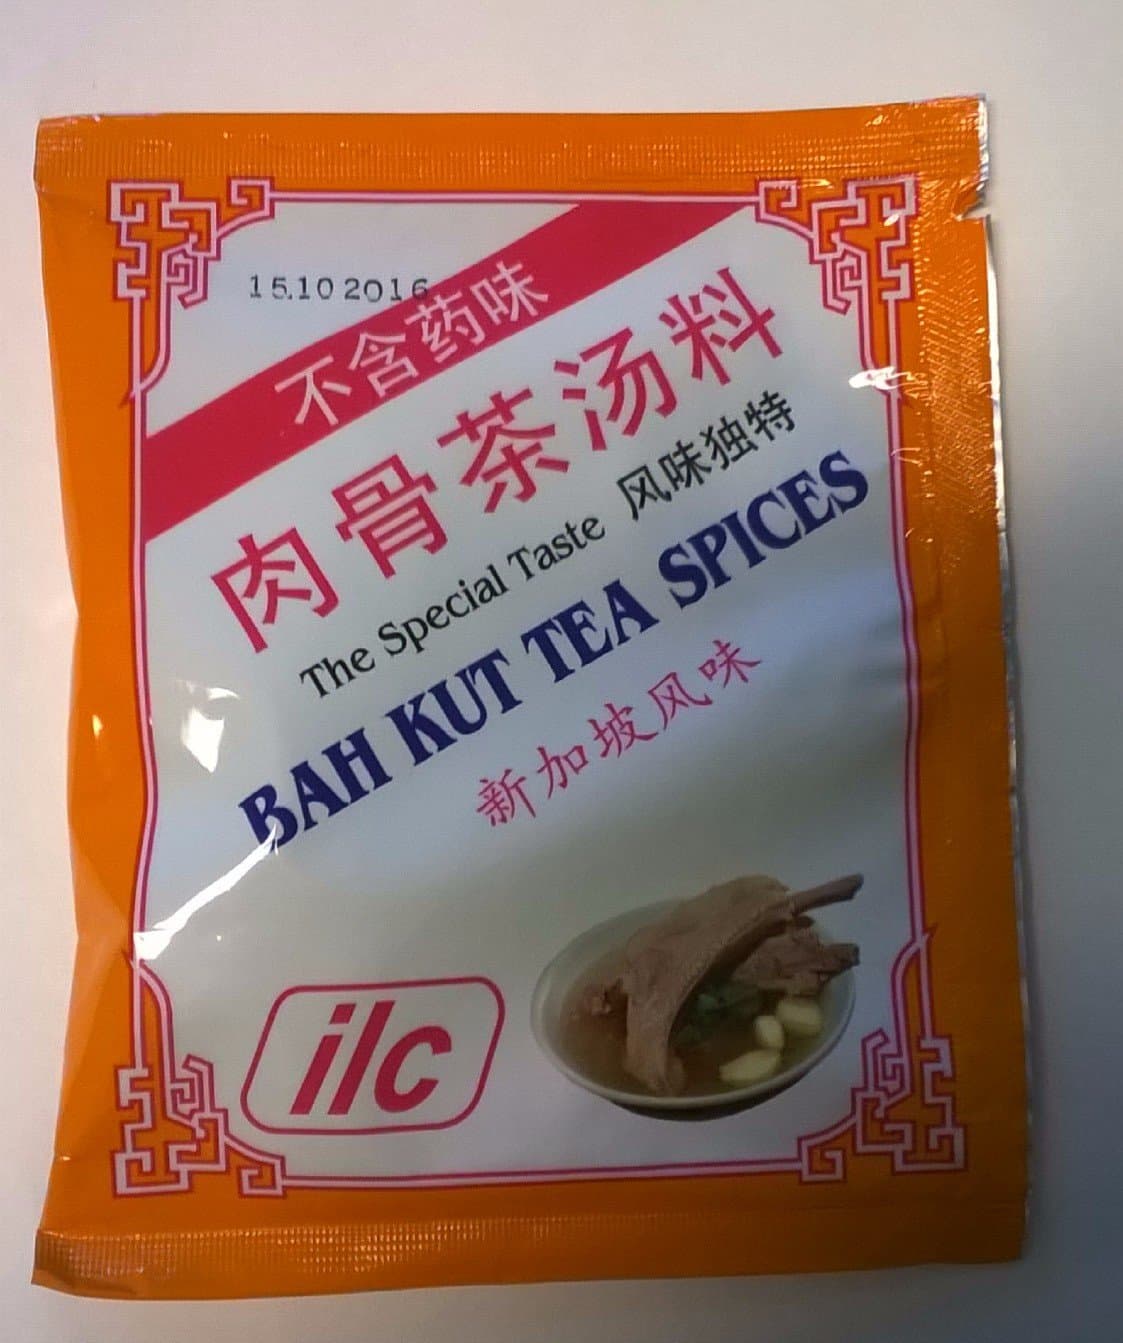 15.10 2016
不含药味
肉骨茶汤料
The Special Taste 风味独特
BAH KUT TEA SPICES
新加坡风味
ilc